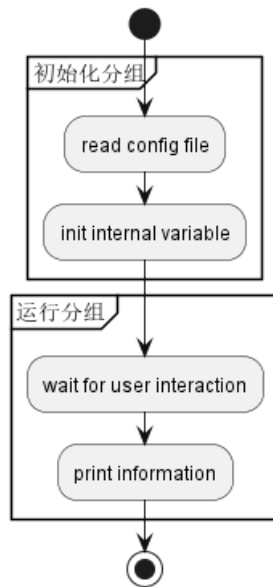 初始化分组
read config file
init internal variable
运行分组
wait for user interaction
print information